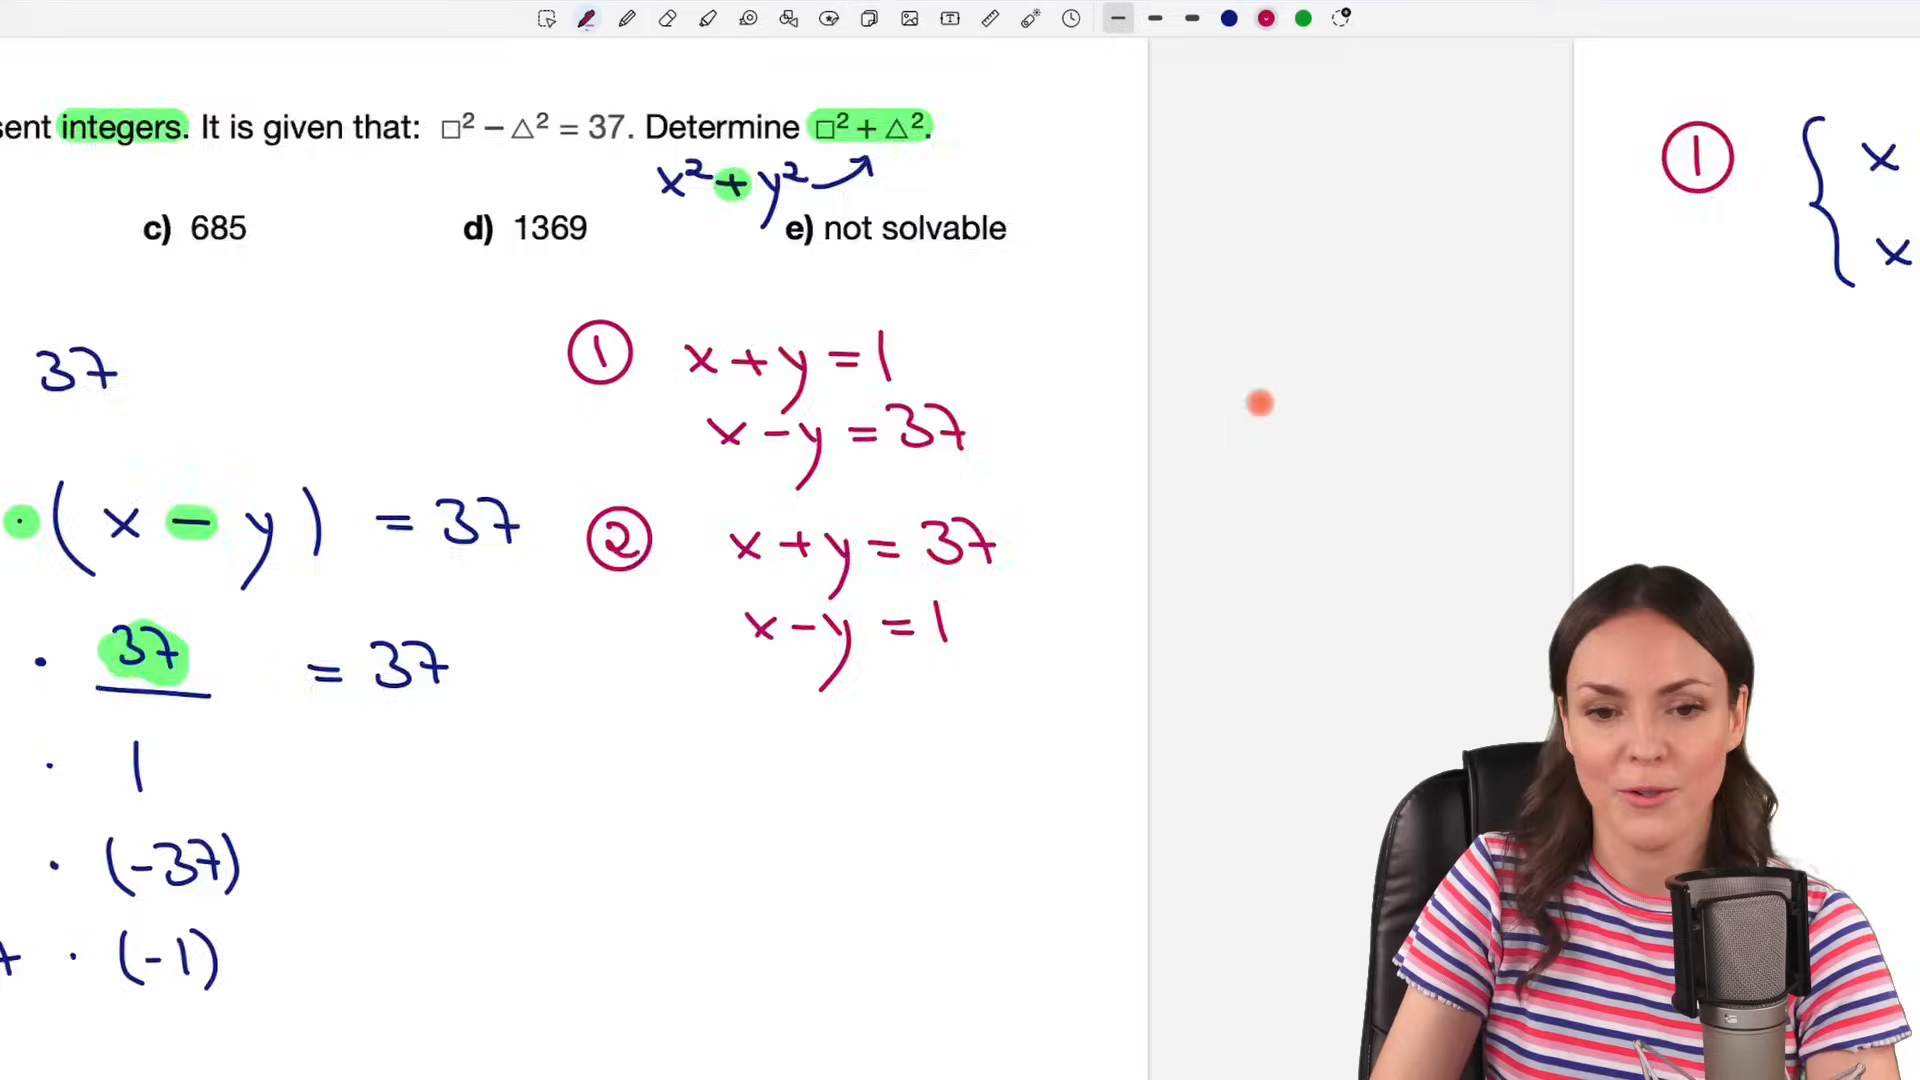 sent integers. It is given that: □² − △² = 37. Determine □² + △².
x² + y²
c) 685 d) 1369 e) not solvable
37
① x + y = 1
x − y = 37
② x + y = 37
x − y = 1
· (x − y) = 37
· 37 = 37
· 1
· (-37)
· (-1)
① { x
x